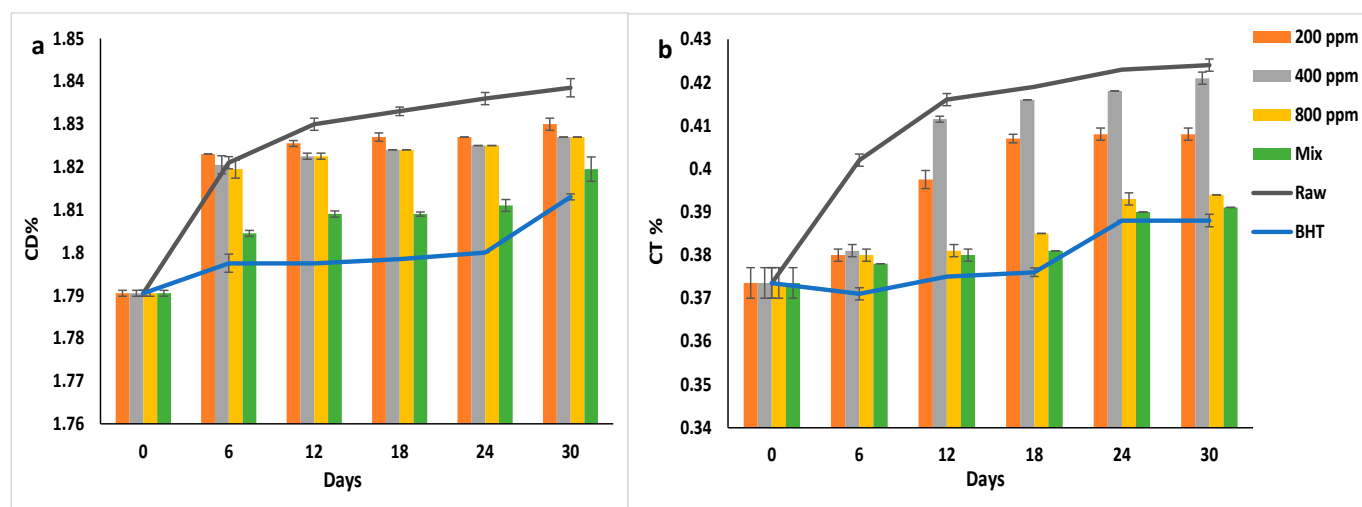 a
CD%
1.85
1.84
1.83
1.82
1.81
1.8
1.79
1.78
1.77
1.76
0 6 12 18 24 30
Days
b
CT %
0.43
0.42
0.41
0.4
0.39
0.38
0.37
0.36
0.35
0.34
0 6 12 18 24 30
Days
200 ppm
400 ppm
800 ppm
Mix
Raw
BHT